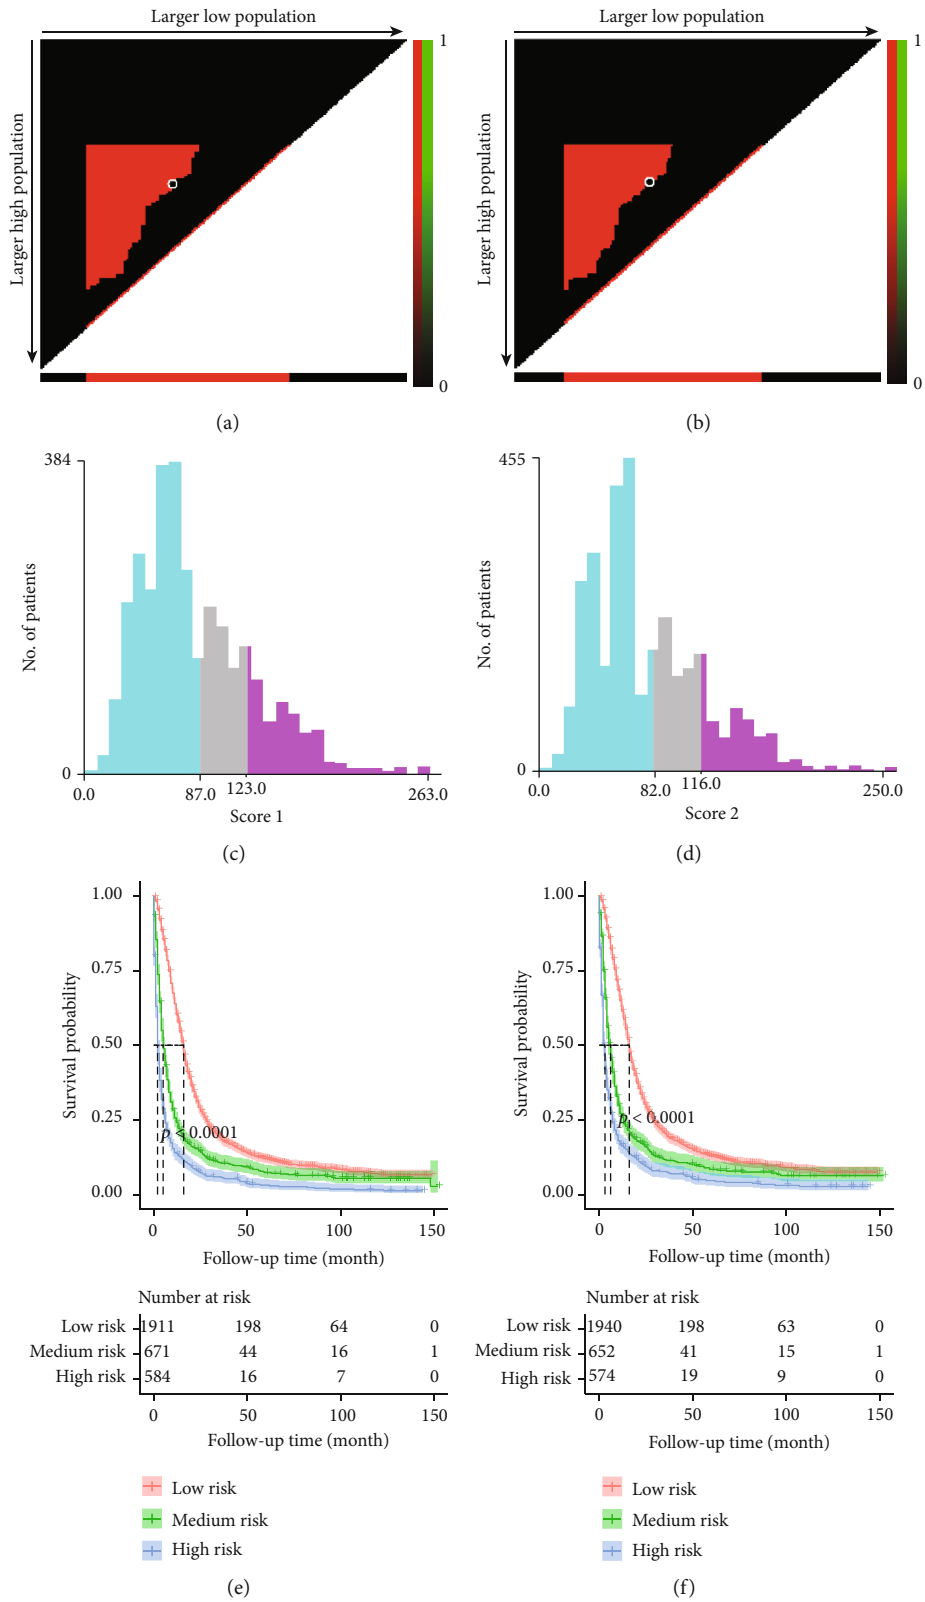 Larger low population
Larger high population
1
0
(a)
Larger low population
Larger high population
1
0
(b)
384
No. of patients
0
0.0 87.0 123.0 263.0
Score 1
(c)
455
No. of patients
0
0.0 82.0 116.0 250.0
Score 2
(d)
1.00
0.75
0.50
0.25
0.00
Survival probability
p < 0.0001
0 50 100 150
Follow-up time (month)
Number at risk
Low risk 1911 198 64 0
Medium risk 671 44 16 1
High risk 584 16 7 0
0 50 100 150
Follow-up time (month)
Low risk
Medium risk
High risk
(e)
1.00
0.75
0.50
0.25
0.00
Survival probability
p < 0.0001
0 50 100 150
Follow-up time (month)
Number at risk
Low risk 1940 198 63 0
Medium risk 652 41 15 1
High risk 574 19 9 0
0 50 100 150
Follow-up time (month)
Low risk
Medium risk
High risk
(f)